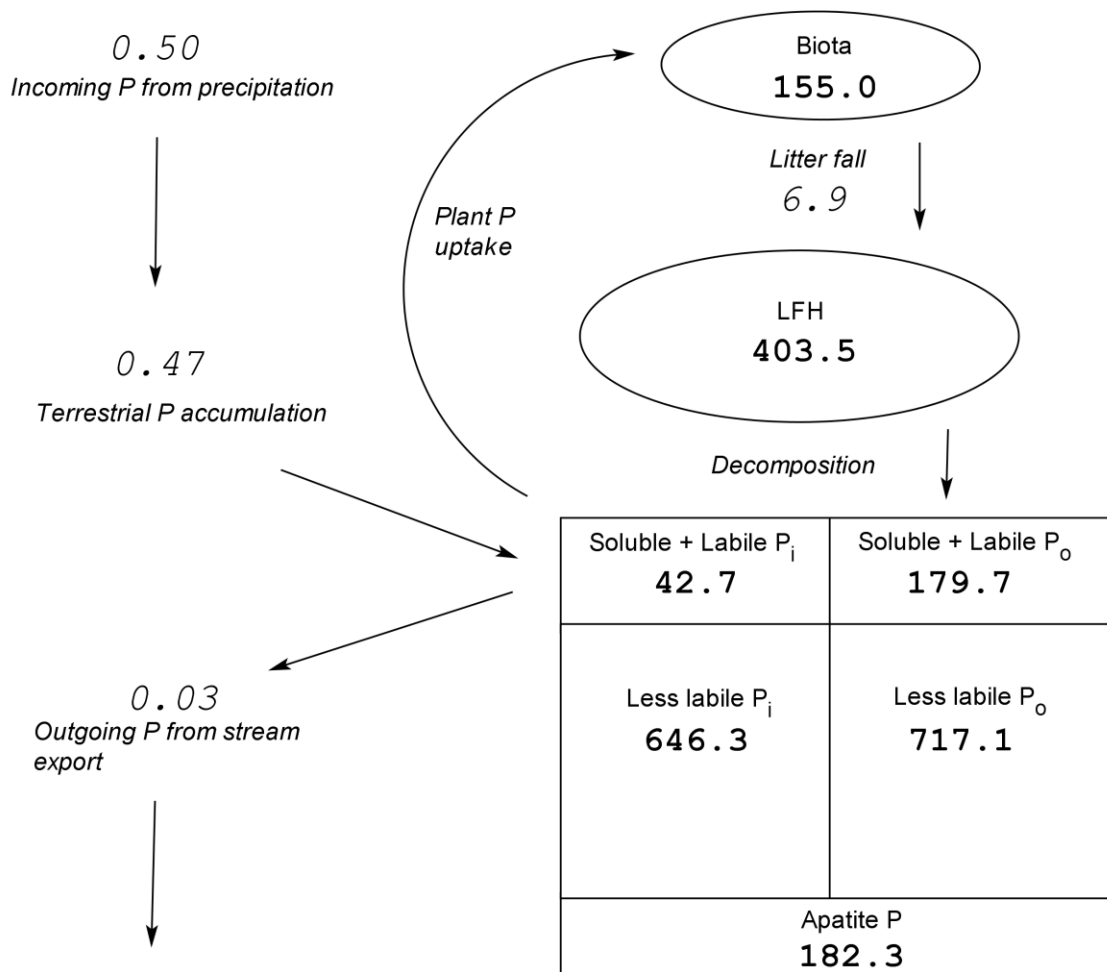 0.50
Incoming P from precipitation
Biota
155.0
Litter fall
6.9
Plant P
uptake
LFH
403.5
0.47
Terrestrial P accumulation
Decomposition
Soluble + Labile Pi
42.7
Soluble + Labile Po
179.7
0.03
Outgoing P from stream
export
Less labile Pi
646.3
Less labile Po
717.1
Apatite P
182.3